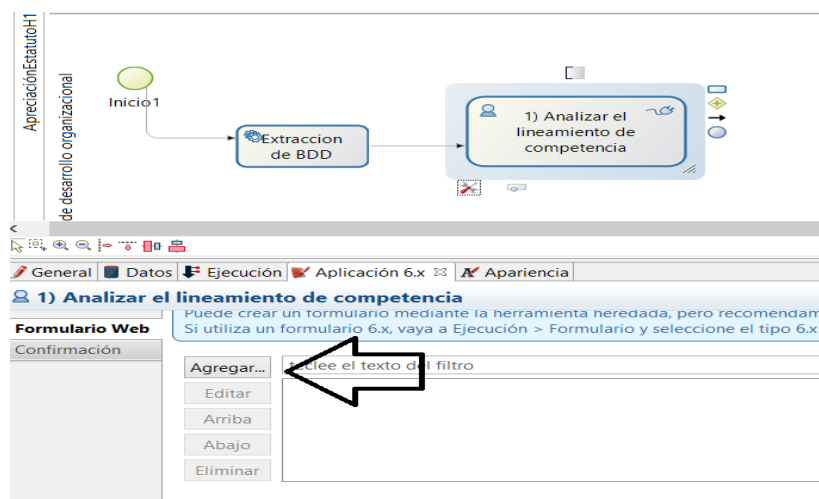 ApreciaciónEstatutoH1
de desarrollo organizacional
Inicio1
Extraccion
de BDD
1) Analizar el
lineamiento de
competencia
General
Datos
Ejecución
Aplicación 6.x
Apariencia
1) Analizar el lineamiento de competencia
Puede crear un formulario mediante la herramienta heredada, pero recomendam
Si utiliza un formulario 6.x, vaya a Ejecución > Formulario y seleccione el tipo 6.x
Formulario Web
Confirmación
Agregar...
teclee el texto del filtro
Editar
Arriba
Abajo
Eliminar